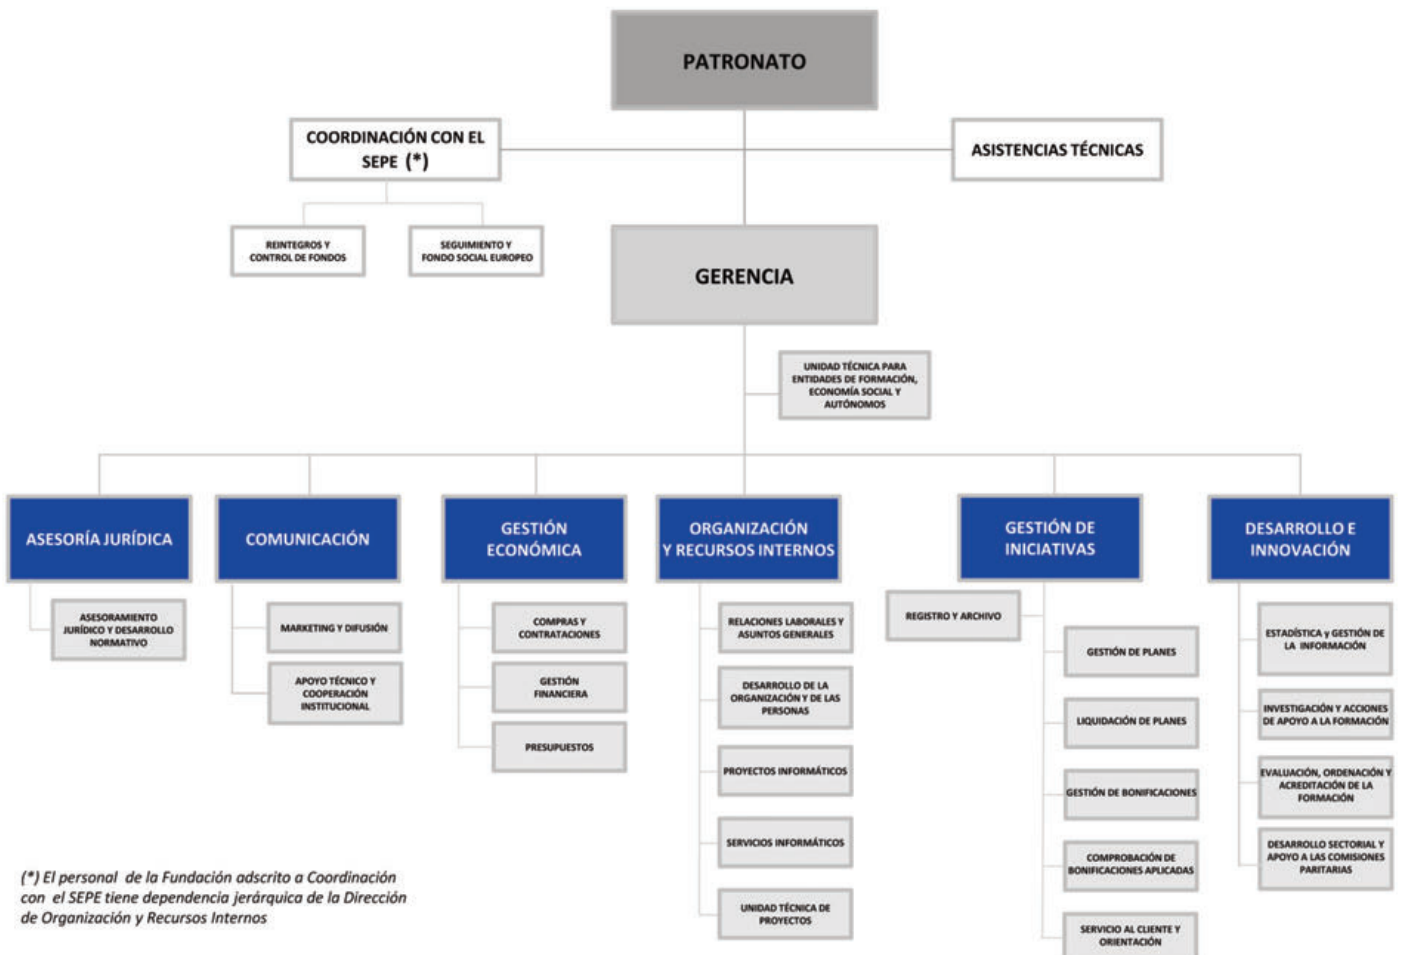 PATRONATO
COORDINACIÓN CON EL
SEPE (*)
ASISTENCIAS TÉCNICAS
REINTEGROS Y
CONTROL DE FONDOS
SEGUIMIENTO Y
FONDO SOCIAL EUROPEO
GERENCIA
UNIDAD TÉCNICA PARA
ENTIDADES DE FORMACIÓN,
ECONOMÍA SOCIAL Y
AUTÓNOMOS
ASESORÍA JURÍDICA
ASESORAMIENTO
JURÍDICO Y DESARROLLO
NORMATIVO
COMUNICACIÓN
MARKETING Y DIFUSIÓN
APOYO TÉCNICO Y
COOPERACIÓN
INSTITUCIONAL
GESTIÓN
ECONÓMICA
COMPRAS Y
CONTRATACIONES
GESTIÓN
FINANCIERA
PRESUPUESTOS
ORGANIZACIÓN
Y RECURSOS INTERNOS
RELACIONES LABORALES Y
ASUNTOS GENERALES
DESARROLLO DE LA
ORGANIZACIÓN Y DE LAS
PERSONAS
PROYECTOS INFORMÁTICOS
SERVICIOS INFORMÁTICOS
UNIDAD TÉCNICA DE
PROYECTOS
GESTIÓN DE
INICIATIVAS
REGISTRO Y ARCHIVO
GESTIÓN DE PLANES
LIQUIDACIÓN DE PLANES
GESTIÓN DE BONIFICACIONES
COMPROBACIÓN DE
BONIFICACIONES APLICADAS
SERVICIO AL CLIENTE Y
ORIENTACIÓN
DESARROLLO E
INNOVACIÓN
ESTADÍSTICA y GESTIÓN DE
LA INFORMACIÓN
INVESTIGACIÓN Y ACCIONES
DE APOYO A LA FORMACIÓN
EVALUACIÓN, ORDENACIÓN Y
ACREDITACIÓN DE LA
FORMACIÓN
DESARROLLO SECTORIAL Y
APOYO A LAS COMISIONES
PARITARIAS
(*) El personal de la Fundación adscrito a Coordinación
con el SEPE tiene dependencia jerárquica de la Dirección
de Organización y Recursos Internos